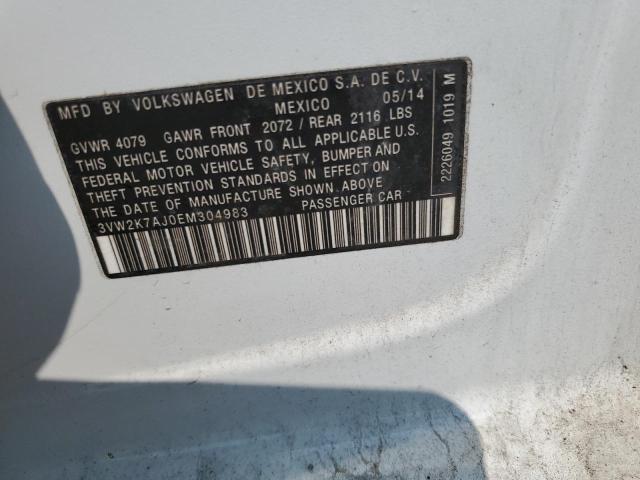 MFD BY VOLKSWAGEN DE MEXICO S.A. DE C.V.
MEXICO 05/14
GVWR 4079 GAWR FRONT 2072 / REAR 2116 LBS
THIS VEHICLE CONFORMS TO ALL APPLICABLE U.S.
FEDERAL MOTOR VEHICLE SAFETY, BUMPER AND
THEFT PREVENTION STANDARDS IN EFFECT ON
THE DATE OF MANUFACTURE SHOWN ABOVE
3VW2K7AJ0EM304983 PASSENGER CAR
2226049 1019 M